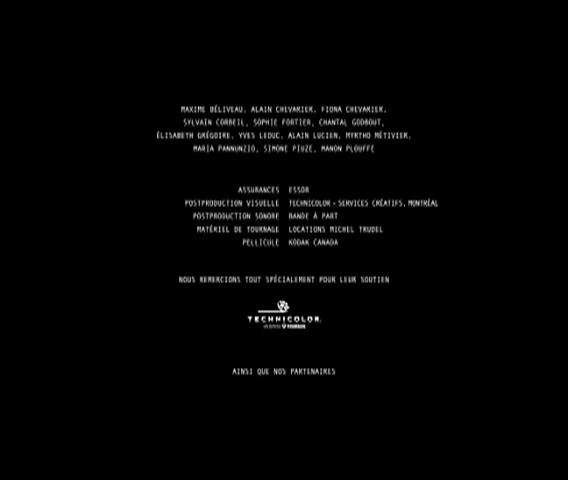 MAXIME BÉLIVEAU, ALAIN CHEVARIER, FIONA CHEVARIER,
SYLVAIN CORBEIL, SOPHIE FORTIER, CHANTAL GODBOUT,
ÉLISABETH GRÉGOIRE, YVES LEDUC, ALAIN LUCIEN, MYRTHO MÉTIVIER,
MARIA PANNUNZIO, SIMONE PIUZE, MANON PLOUFFE
ASSURANCES ESSOR
POSTPRODUCTION VISUELLE TECHNICOLOR - SERVICES CRÉATIFS, MONTRÉAL
POSTPRODUCTION SONORE BANDE À PART
MATÉRIEL DE TOURNAGE LOCATIONS MICHEL TRUDEL
PELLICULE KODAK CANADA
NOUS REMERCIONS TOUT SPÉCIALEMENT POUR LEUR SOUTIEN
TECHNICOLOR
AINSI QUE NOS PARTENAIRES